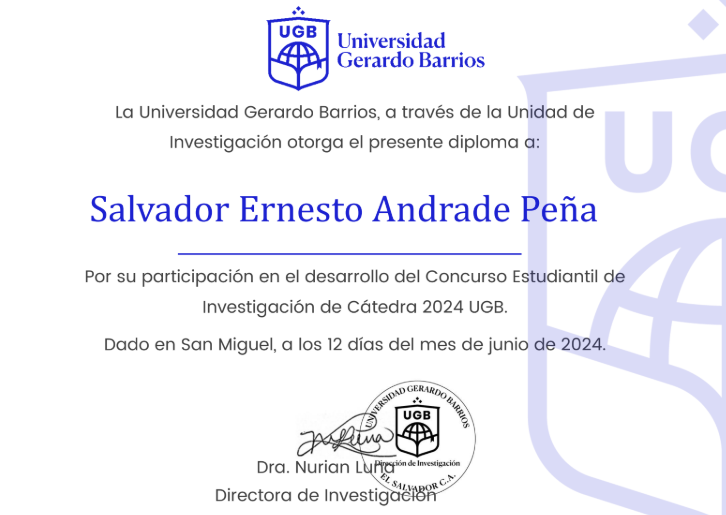 UGB
Universidad
Gerardo Barrios
La Universidad Gerardo Barrios, a través de la Unidad de
Investigación otorga el presente diploma a:
Salvador Ernesto Andrade Peña
Por su participación en el desarrollo del Concurso Estudiantil de
Investigación de Cátedra 2024 UGB.
Dado en San Miguel, a los 12 días del mes de junio de 2024.
UNIVERSIDAD GERARDO BARRIOS
UGB
Dirección de Investigación
EL SALVADOR C.A.
Dra. Nurian Luna
Directora de Investigación
UG